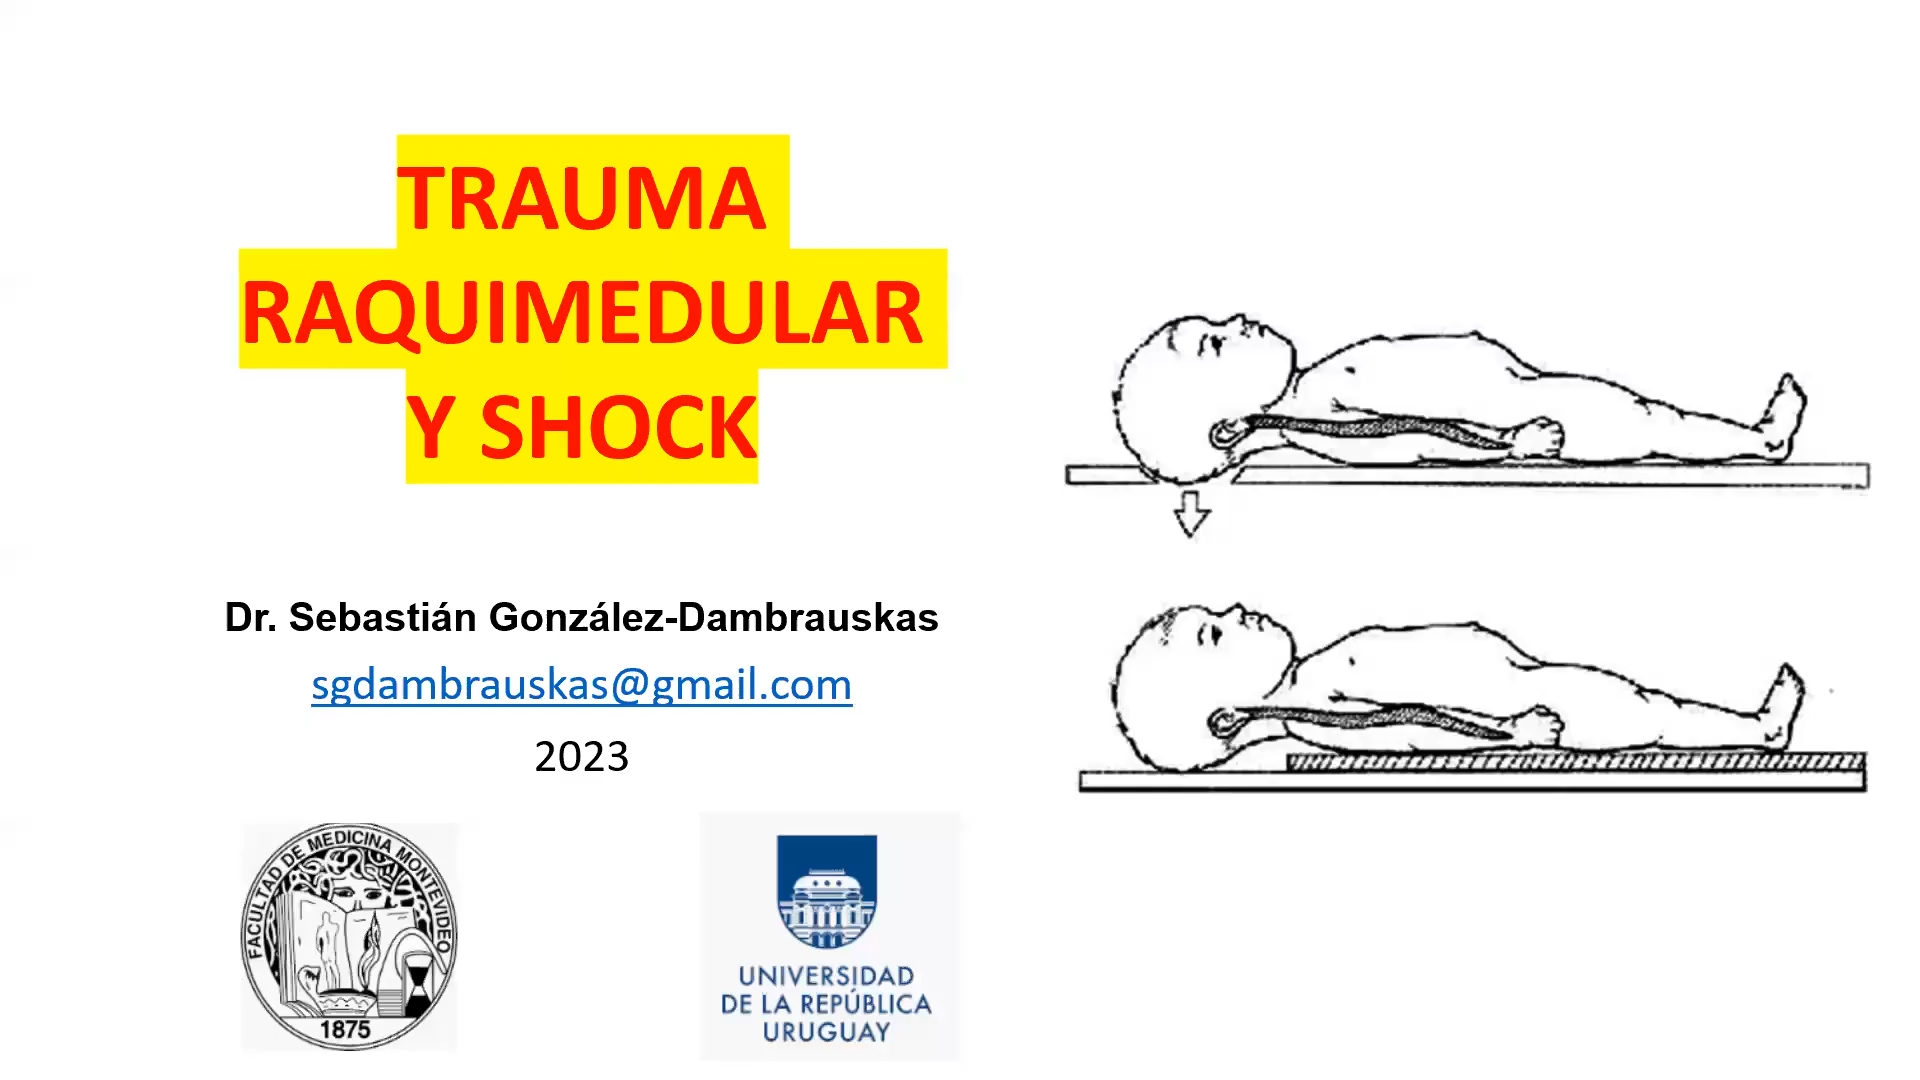 TRAUMA
RAQUIMEDULAR
Y SHOCK
Dr. Sebastián González-Dambrauskas
sgdambrauskas@gmail.com
2023
FACULTAD DE MEDICINA MONTEVIDEO
1875
UNIVERSIDAD
DE LA REPÚBLICA
URUGUAY